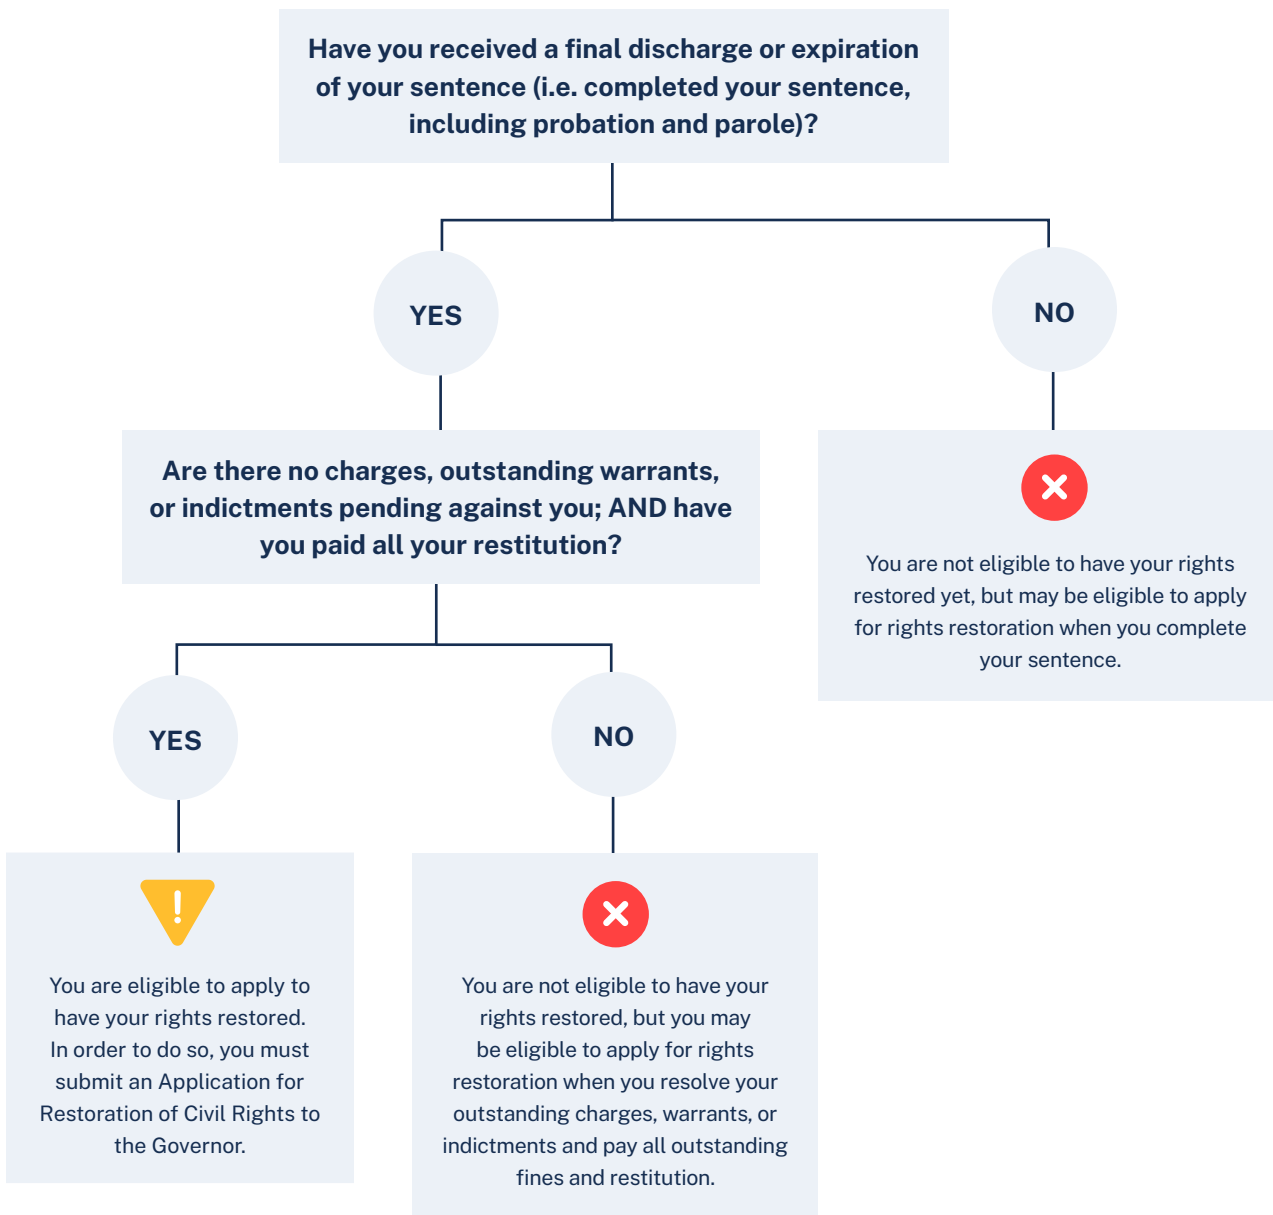 Have you received a final discharge or expiration
of your sentence (i.e. completed your sentence,
including probation and parole)?
YES
NO
Are there no charges, outstanding warrants,
or indictments pending against you; AND have
you paid all your restitution?
You are not eligible to have your rights
restored yet, but may be eligible to apply
for rights restoration when you complete
your sentence.
YES
NO
You are eligible to apply to
have your rights restored.
In order to do so, you must
submit an Application for
Restoration of Civil Rights to
the Governor.
You are not eligible to have your
rights restored, but you may
be eligible to apply for rights
restoration when you resolve your
outstanding charges, warrants, or
indictments and pay all outstanding
fines and restitution.